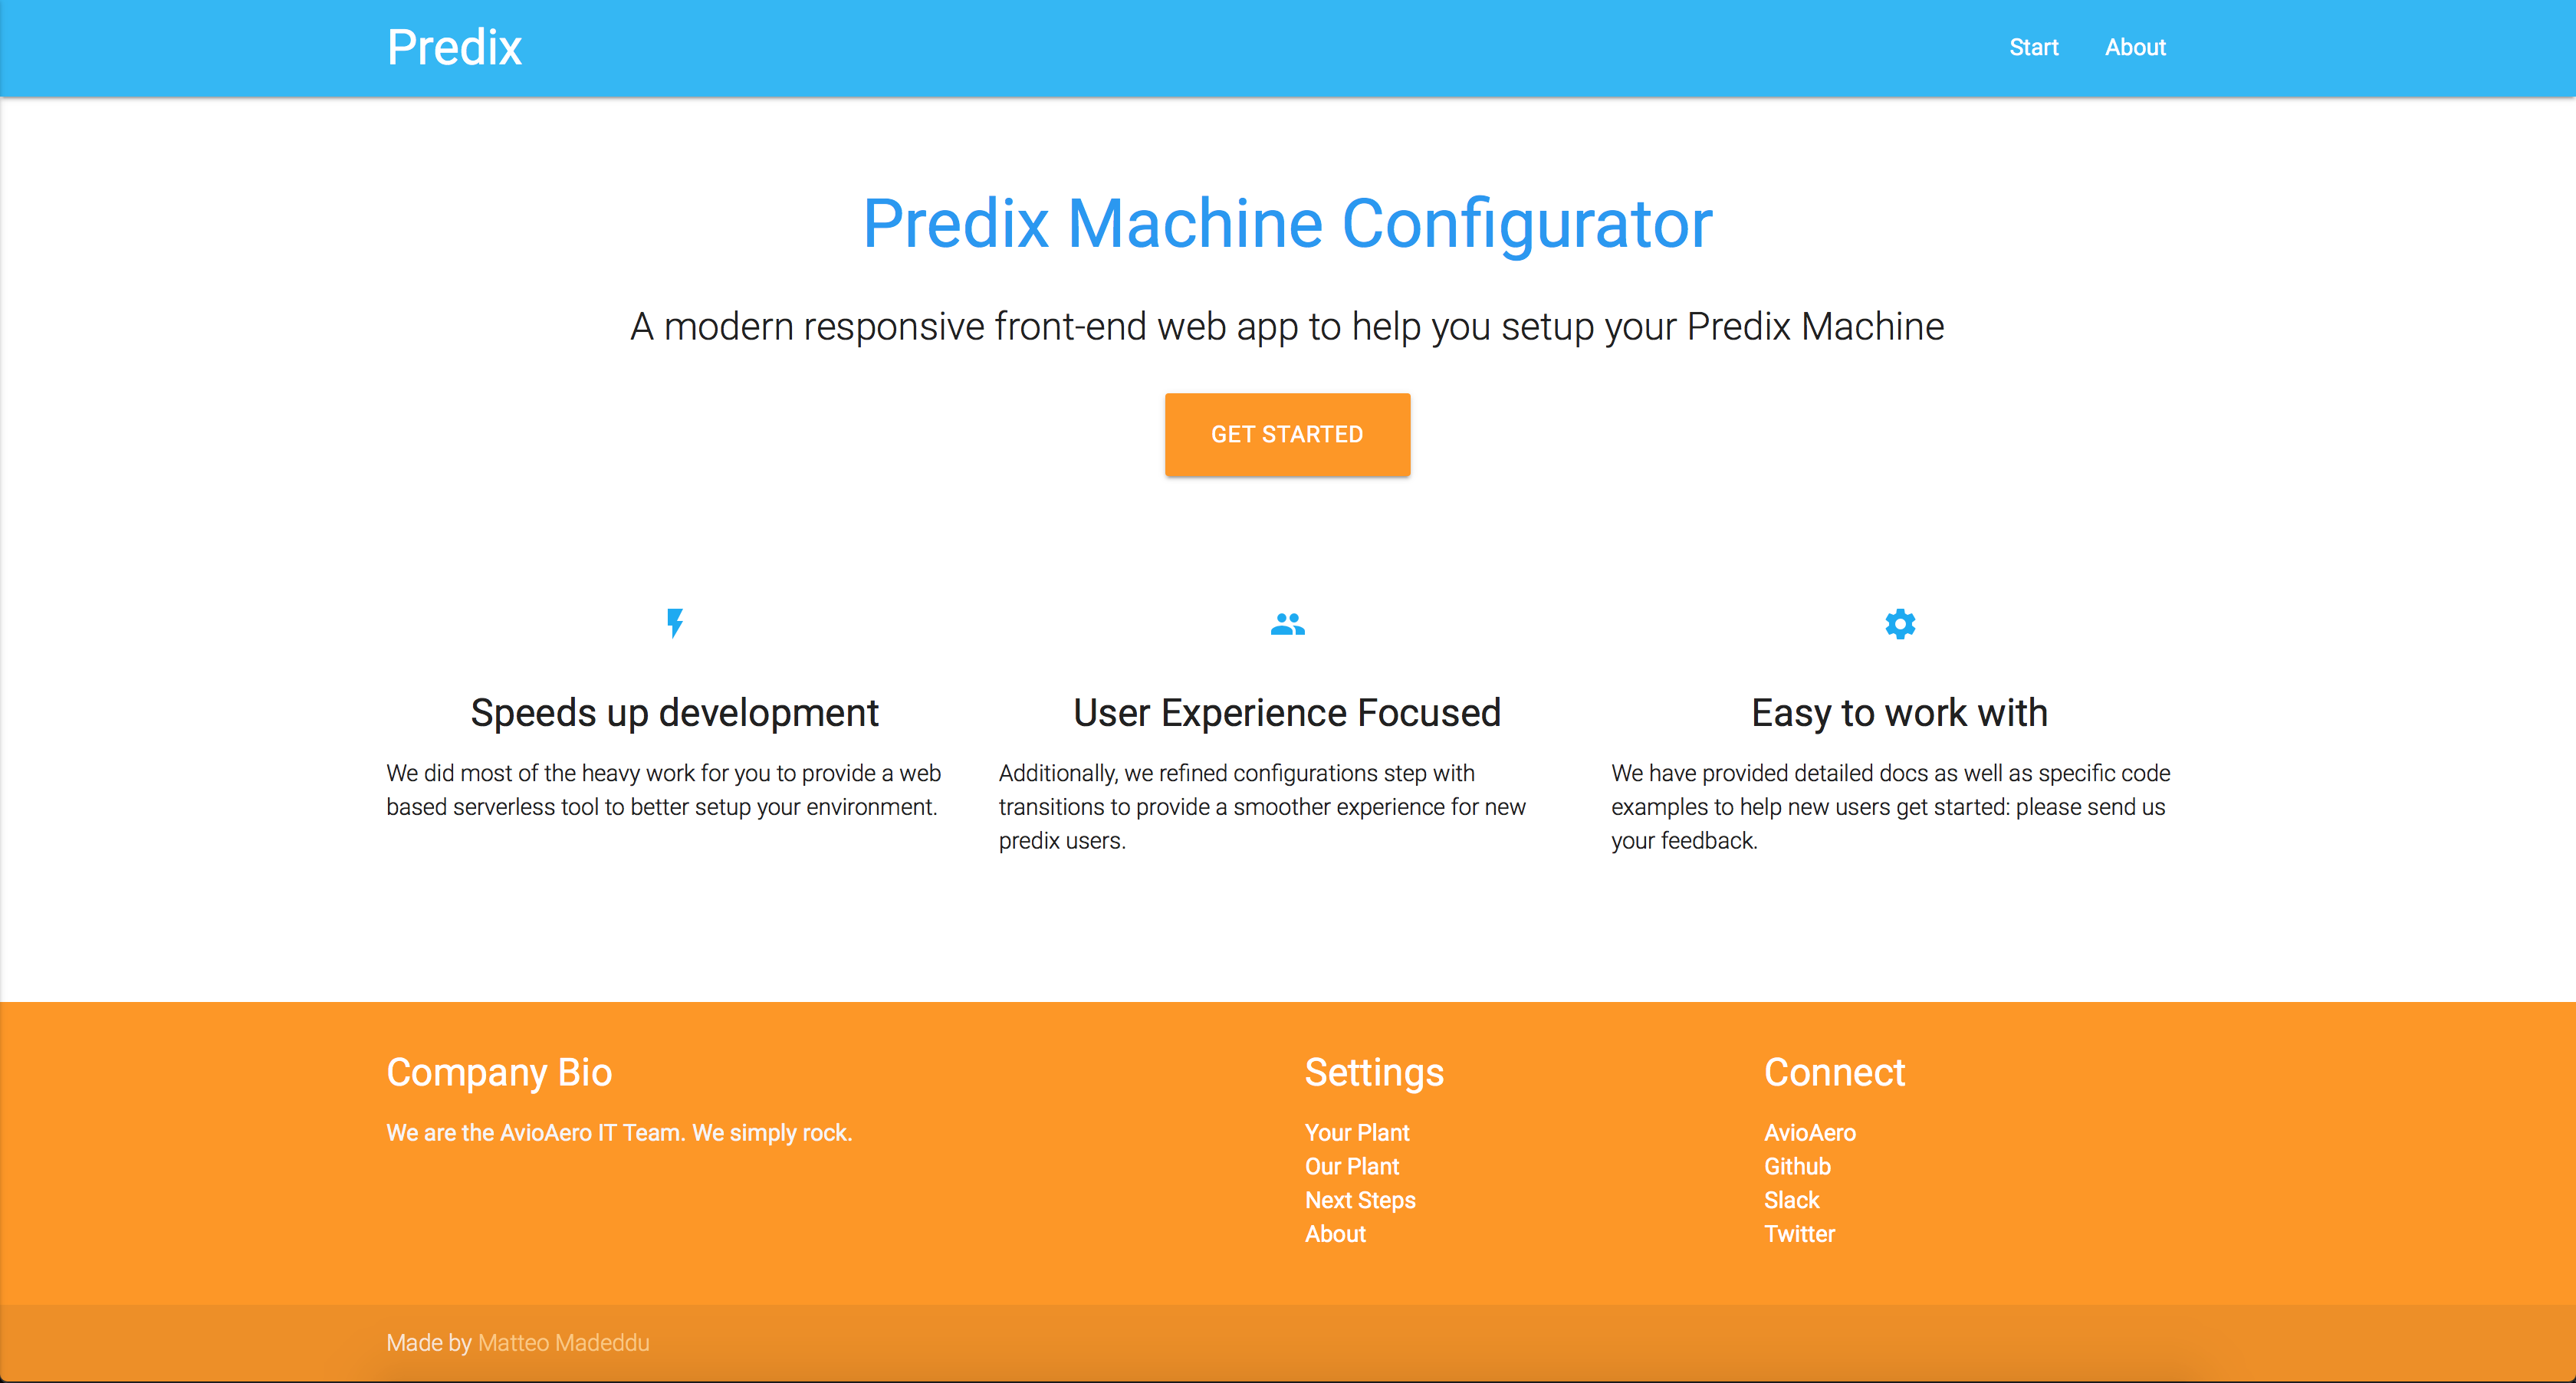 Predix
Start
About
Predix Machine Configurator
A modern responsive front-end web app to help you setup your Predix Machine
GET STARTED
Speeds up development
We did most of the heavy work for you to provide a web
based serverless tool to better setup your environment.
User Experience Focused
Additionally, we refined configurations step with
transitions to provide a smoother experience for new
predix users.
Easy to work with
We have provided detailed docs as well as specific code
examples to help new users get started: please send us
your feedback.
Company Bio
We are the AvioAero IT Team. We simply rock.
Settings
Your Plant
Our Plant
Next Steps
About
Connect
AvioAero
Github
Slack
Twitter
Made by Matteo Madeddu